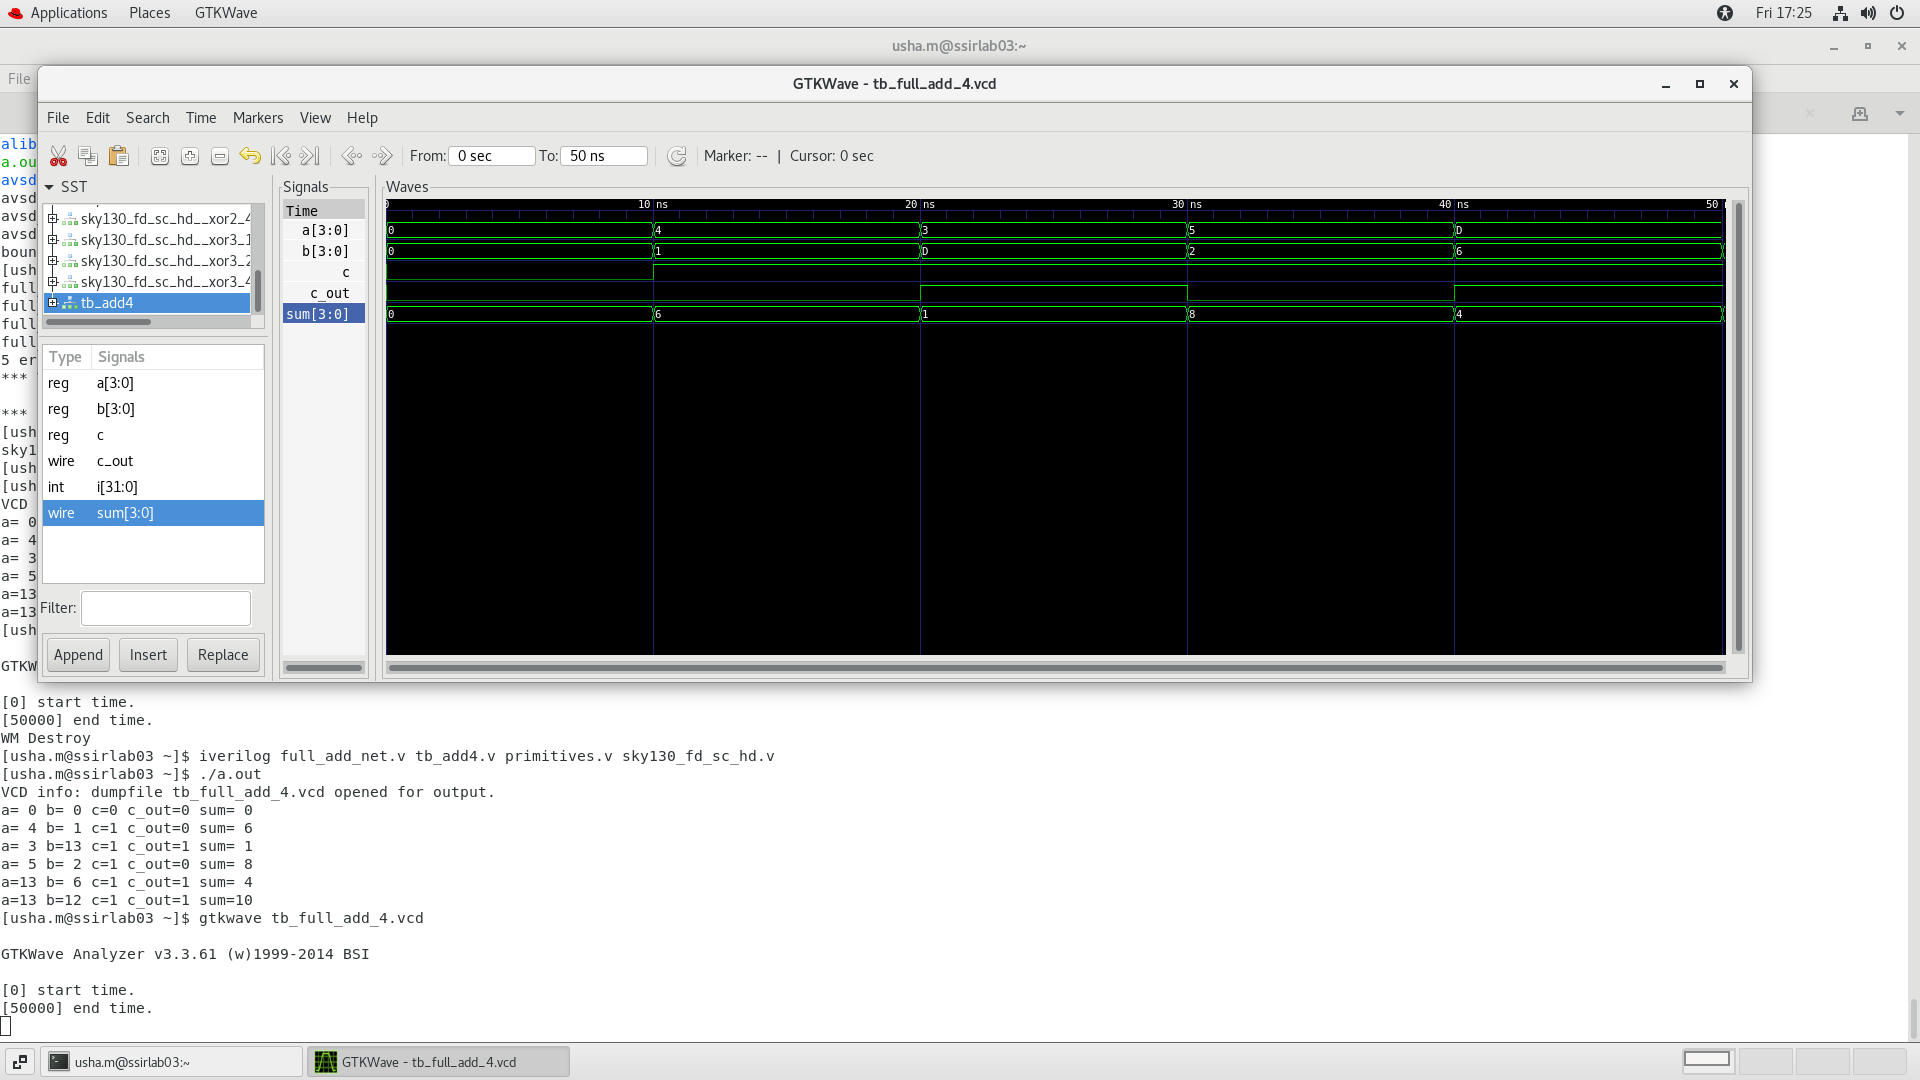 Applications Places GTKWave Fri 17:25
usha.m@ssirlab03:~
File
GTKWave - tb_full_add_4.vcd
File Edit Search Time Markers View Help
From: 0 sec To: 50 ns Marker: -- | Cursor: 0 sec
SST
sky130_fd_sc_hd__xor2_4
sky130_fd_sc_hd__xor3_1
sky130_fd_sc_hd__xor3_2
sky130_fd_sc_hd__xor3_4
tb_add4
Type Signals
reg a[3:0]
reg b[3:0]
reg c
wire c_out
int i[31:0]
wire sum[3:0]
Filter:
Append Insert Replace
Signals
Time
a[3:0]
b[3:0]
c
c_out
sum[3:0]
Waves
0 10 ns 20 ns 30 ns 40 ns 50
0 4 3 5 D
0 1 D 2 6
0 6 1 8 4
alib
a.ou
avsd
avsd
avsd
avsd
boun
[ush
full
full
full
full
5 er
***
***
[ush
sky1
[ush
[ush
VCD
a= 0
a= 4
a= 3
a= 5
a=13
a=13
[ush
GTKW
[0] start time.
[50000] end time.
WM Destroy
[usha.m@ssirlab03 ~]$ iverilog full_add_net.v tb_add4.v primitives.v sky130_fd_sc_hd.v
[usha.m@ssirlab03 ~]$ ./a.out
VCD info: dumpfile tb_full_add_4.vcd opened for output.
a= 0 b= 0 c=0 c_out=0 sum= 0
a= 4 b= 1 c=1 c_out=0 sum= 6
a= 3 b=13 c=1 c_out=1 sum= 1
a= 5 b= 2 c=1 c_out=0 sum= 8
a=13 b= 6 c=1 c_out=1 sum= 4
a=13 b=12 c=1 c_out=1 sum=10
[usha.m@ssirlab03 ~]$ gtkwave tb_full_add_4.vcd
GTKWave Analyzer v3.3.61 (w)1999-2014 BSI
[0] start time.
[50000] end time.
usha.m@ssirlab03:~ GTKWave - tb_full_add_4.vcd